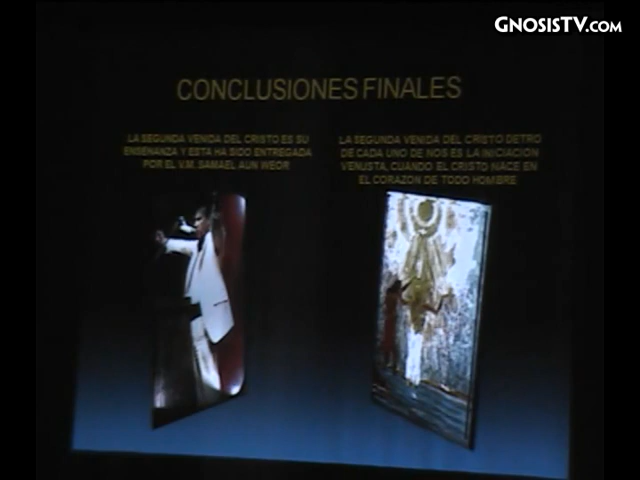 GNOSISTV.COM
CONCLUSIONES FINALES
LA SEGUNDA VENIDA DEL CRISTO ES SU
ENSEÑANZA Y ESTA HA SIDO ENTREGADA
POR EL V.M. SAMAEL AUN WEOR
LA SEGUNDA VENIDA DEL CRISTO DETRO
DE CADA UNO DE NOS ES LA INICIACION
VENUSTA, CUANDO EL CRISTO NACE EN
EL CORAZON DE TODO HOMBRE